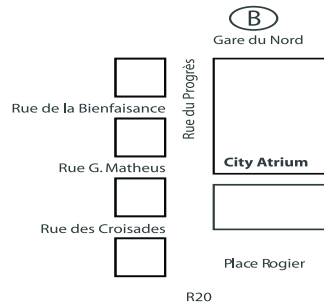 B
Gare du Nord
Rue du Progrès
Rue de la Bienfaisance
Rue G. Matheus
City Atrium
Rue des Croisades
Place Rogier
R20